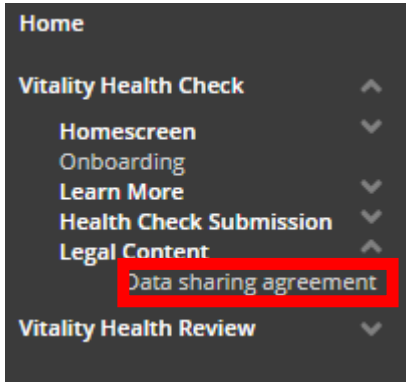 Home
Vitality Health Check
Homescreen
Onboarding
Learn More
Health Check Submission
Legal Content
Data sharing agreement
Vitality Health Review